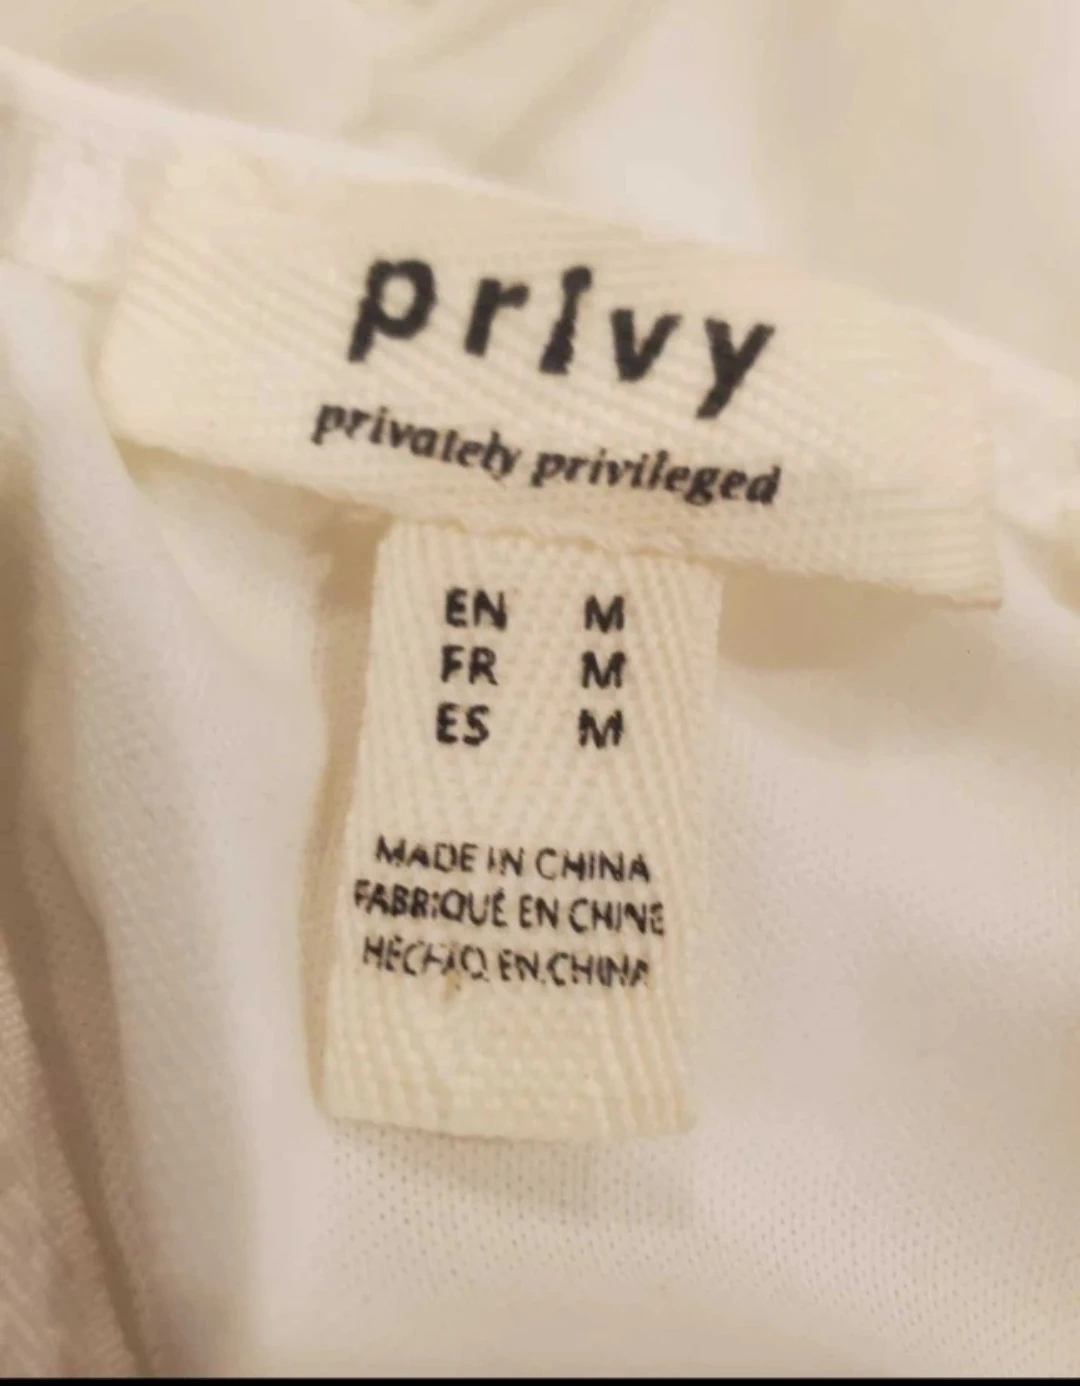 privy
privately privileged
EN M
FR M
ES M
MADE IN CHINA
FABRIQUÉ EN CHINE
HECHO EN CHINA